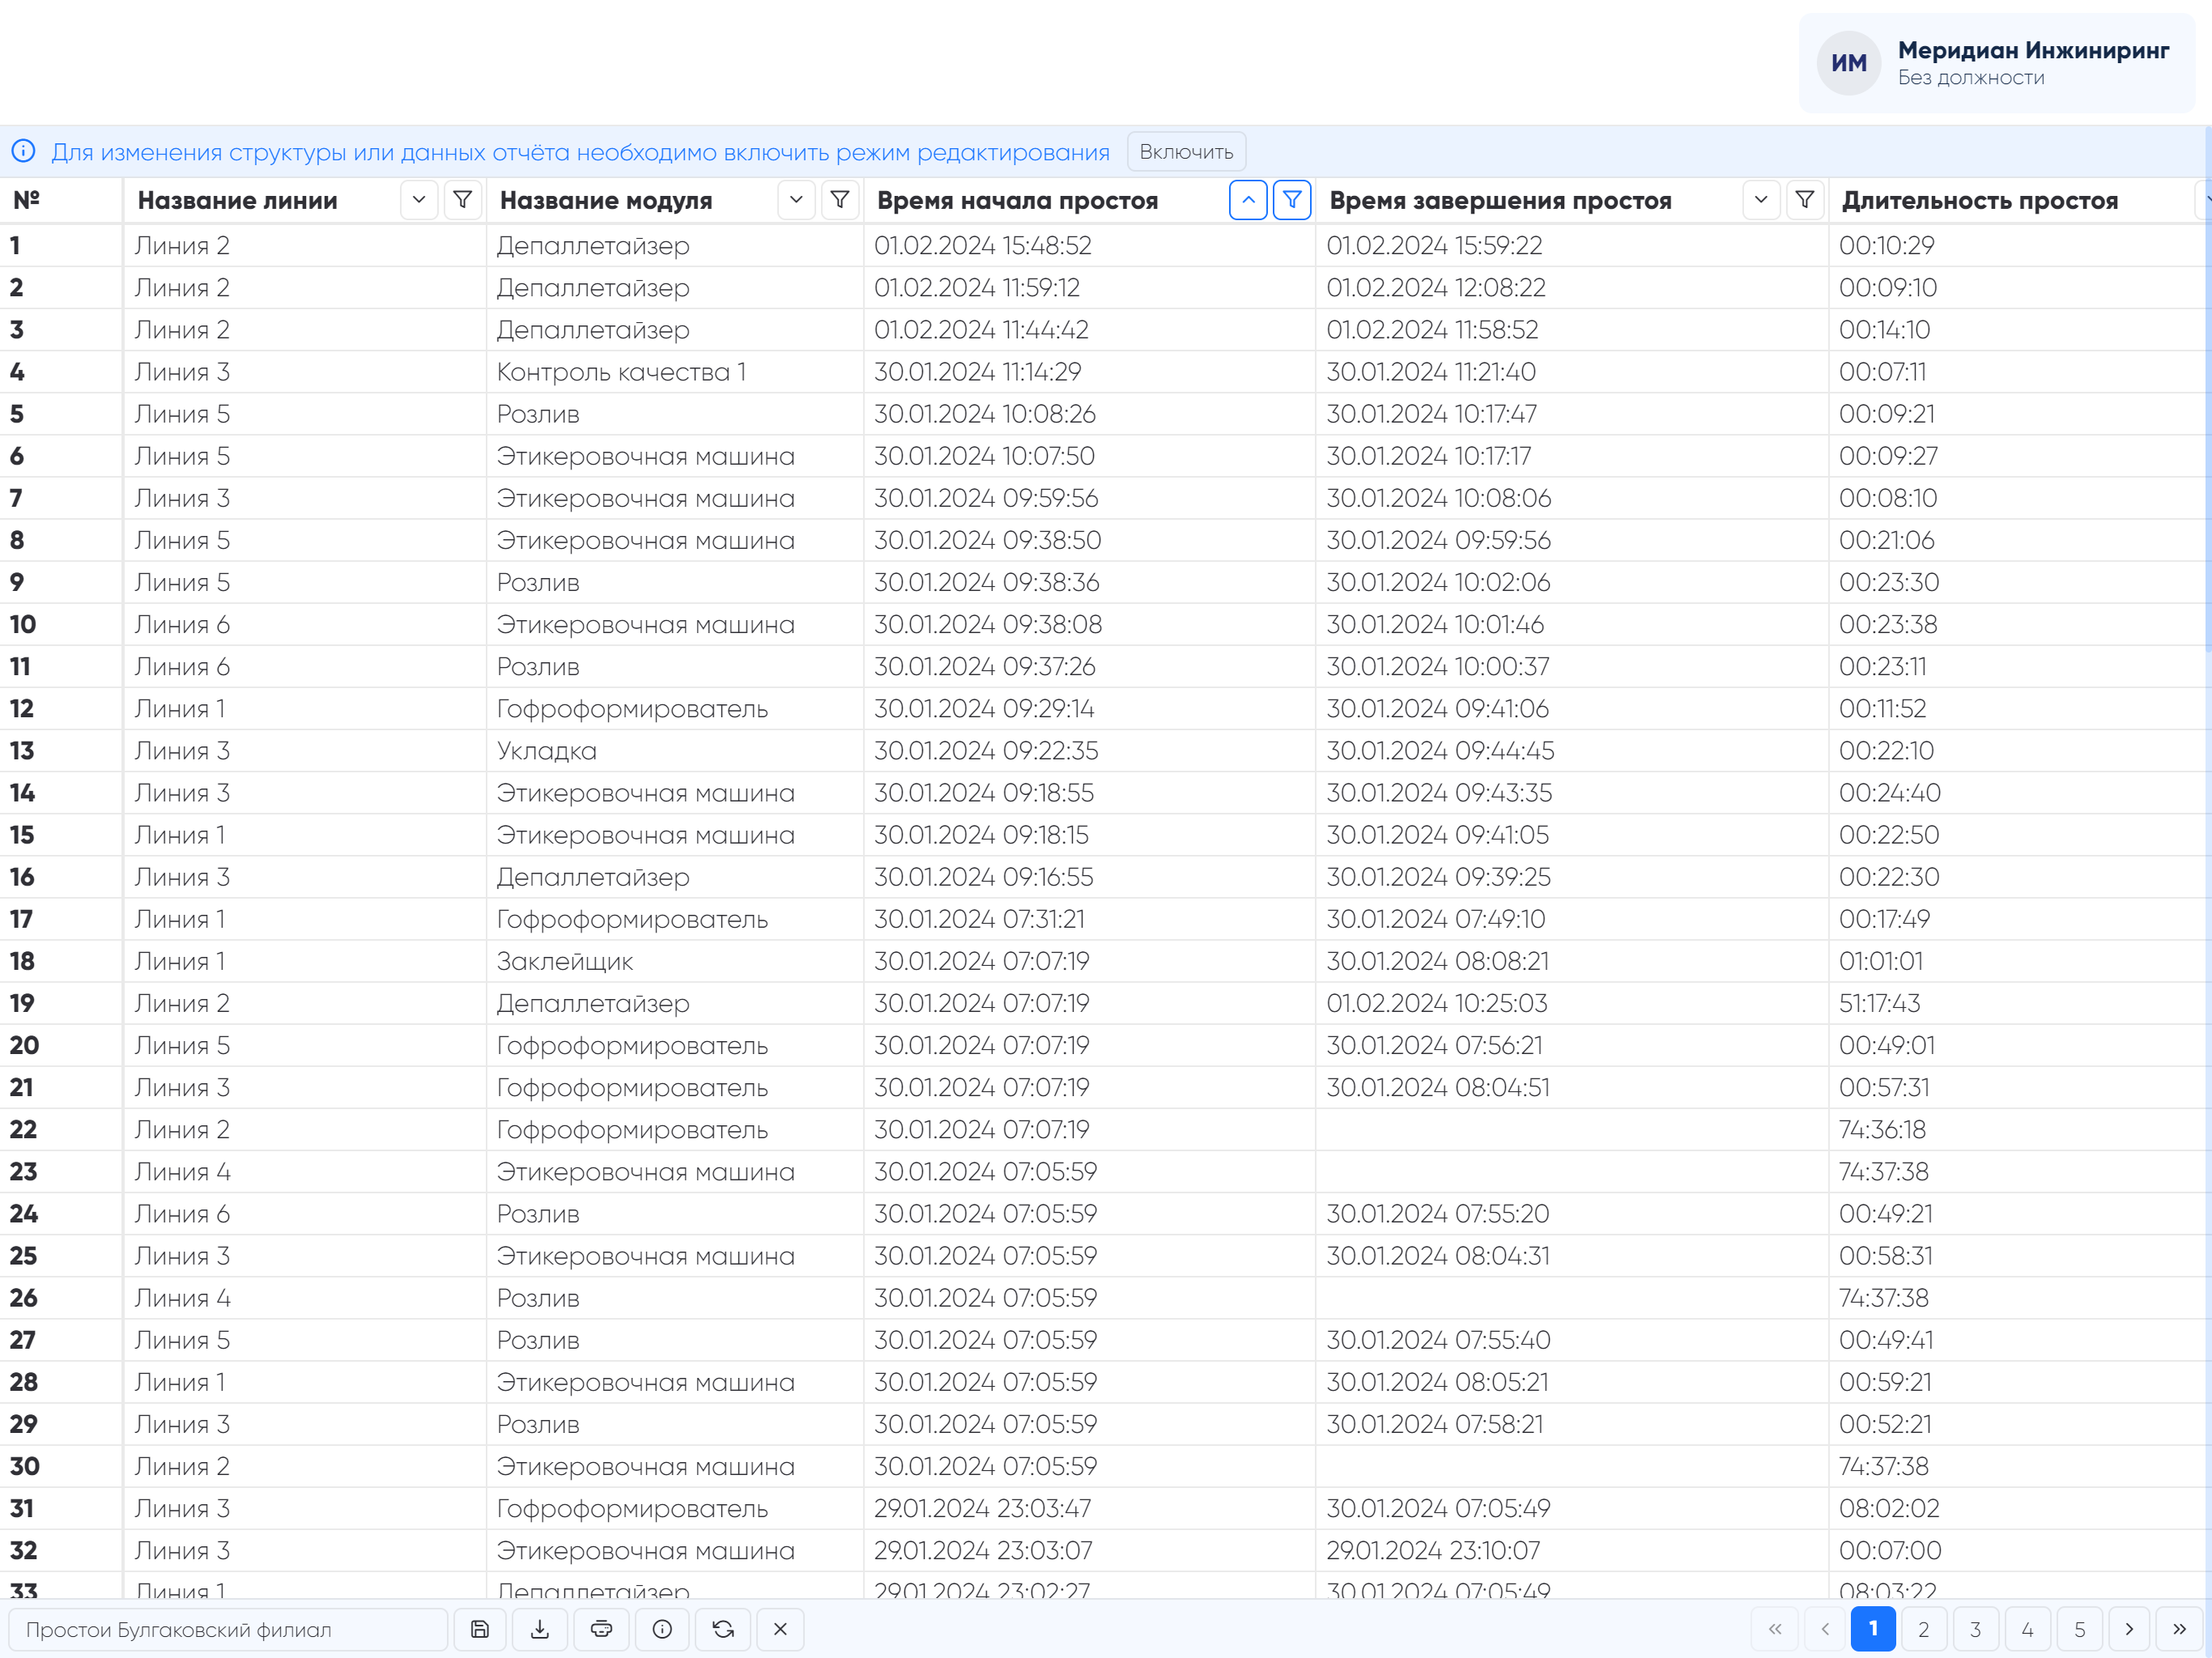 ИМ
Меридиан Инжиниринг
Без должности
Для изменения структуры или данных отчёта необходимо включить режим редактирования Включить
№ Название линии Название модуля Время начала простоя Время завершения простоя Длительность простоя
1 Линия 2 Депаллетайзер 01.02.2024 15:48:52 01.02.2024 15:59:22 00:10:29
2 Линия 2 Депаллетайзер 01.02.2024 11:59:12 01.02.2024 12:08:22 00:09:10
3 Линия 2 Депаллетайзер 01.02.2024 11:44:42 01.02.2024 11:58:52 00:14:10
4 Линия 3 Контроль качества 1 30.01.2024 11:14:29 30.01.2024 11:21:40 00:07:11
5 Линия 5 Розлив 30.01.2024 10:08:26 30.01.2024 10:17:47 00:09:21
6 Линия 5 Этикеровочная машина 30.01.2024 10:07:50 30.01.2024 10:17:17 00:09:27
7 Линия 3 Этикеровочная машина 30.01.2024 09:59:56 30.01.2024 10:08:06 00:08:10
8 Линия 5 Этикеровочная машина 30.01.2024 09:38:50 30.01.2024 09:59:56 00:21:06
9 Линия 5 Розлив 30.01.2024 09:38:36 30.01.2024 10:02:06 00:23:30
10 Линия 6 Этикеровочная машина 30.01.2024 09:38:08 30.01.2024 10:01:46 00:23:38
11 Линия 6 Розлив 30.01.2024 09:37:26 30.01.2024 10:00:37 00:23:11
12 Линия 1 Гофроформирователь 30.01.2024 09:29:14 30.01.2024 09:41:06 00:11:52
13 Линия 3 Укладка 30.01.2024 09:22:35 30.01.2024 09:44:45 00:22:10
14 Линия 3 Этикеровочная машина 30.01.2024 09:18:55 30.01.2024 09:43:35 00:24:40
15 Линия 1 Этикеровочная машина 30.01.2024 09:18:15 30.01.2024 09:41:05 00:22:50
16 Линия 3 Депаллетайзер 30.01.2024 09:16:55 30.01.2024 09:39:25 00:22:30
17 Линия 1 Гофроформирователь 30.01.2024 07:31:21 30.01.2024 07:49:10 00:17:49
18 Линия 1 Заклейщик 30.01.2024 07:07:19 30.01.2024 08:08:21 01:01:01
19 Линия 2 Депаллетайзер 30.01.2024 07:07:19 01.02.2024 10:25:03 51:17:43
20 Линия 5 Гофроформирователь 30.01.2024 07:07:19 30.01.2024 07:56:21 00:49:01
21 Линия 3 Гофроформирователь 30.01.2024 07:07:19 30.01.2024 08:04:51 00:57:31
22 Линия 2 Гофроформирователь 30.01.2024 07:07:19 74:36:18
23 Линия 4 Этикеровочная машина 30.01.2024 07:05:59 74:37:38
24 Линия 6 Розлив 30.01.2024 07:05:59 30.01.2024 07:55:20 00:49:21
25 Линия 3 Этикеровочная машина 30.01.2024 07:05:59 30.01.2024 08:04:31 00:58:31
26 Линия 4 Розлив 30.01.2024 07:05:59 74:37:38
27 Линия 5 Розлив 30.01.2024 07:05:59 30.01.2024 07:55:40 00:49:41
28 Линия 1 Этикеровочная машина 30.01.2024 07:05:59 30.01.2024 08:05:21 00:59:21
29 Линия 3 Розлив 30.01.2024 07:05:59 30.01.2024 07:58:21 00:52:21
30 Линия 2 Этикеровочная машина 30.01.2024 07:05:59 74:37:38
31 Линия 3 Гофроформирователь 29.01.2024 23:03:47 30.01.2024 07:05:49 08:02:02
32 Линия 3 Этикеровочная машина 29.01.2024 23:03:07 29.01.2024 23:10:07 00:07:00
33 Линия 1 Депаллетайзер 29.01.2024 23:02:27 30.01.2024 07:05:49 08:03:22
Простои Булгаковский филиал 1 2 3 4 5